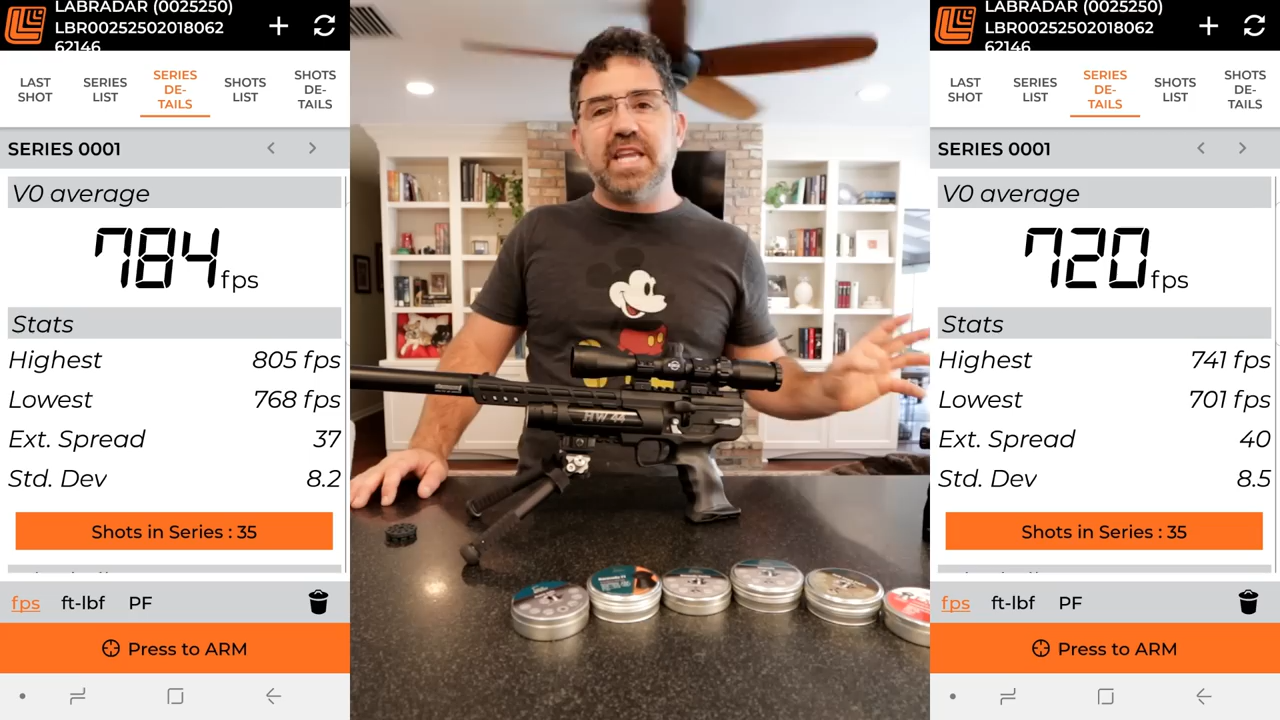 LABRADAR (0025250)
LBR00252502018062
62146
LAST
SHOT
SERIES
LIST
SERIES
DE-
TAILS
SHOTS
LIST
SHOTS
DE-
TAILS
SERIES 0001
V0 average
784 fps
Stats
Highest 805 fps
Lowest 768 fps
Ext. Spread 37
Std. Dev 8.2
Shots in Series : 35
fps ft-lbf PF
Press to ARM
HW 44
LABRADAR (0025250)
LBR00252502018062
62146
LAST
SHOT
SERIES
LIST
SERIES
DE-
TAILS
SHOTS
LIST
SHOTS
DE-
TAILS
SERIES 0001
V0 average
720 fps
Stats
Highest 741 fps
Lowest 701 fps
Ext. Spread 40
Std. Dev 8.5
Shots in Series : 35
fps ft-lbf PF
Press to ARM